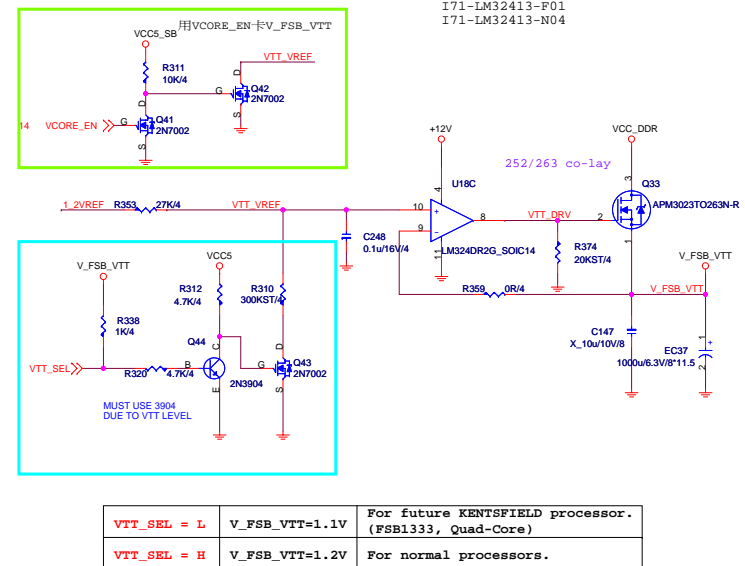 I71-LM32413-F01
I71-LM32413-N04
用VCORE_EN卡V_FSB_VTT
VCC5_SB
R311
10K/4
VTT_VREF
D
G
Q42
2N7002
S
14
VCORE_EN
G
D
Q41
2N7002
S
+12V
VCC_DDR
252/263 co-lay
4
U18C
3
Q33
1_2VREF
R353
27K/4
VTT_VREF
10
+
8
VTT_DRV
2
APM3023TO263N-R
9
-
11
LM324DR2G_SOIC14
1
C248
0.1u/16V/4
R374
20KST/4
V_FSB_VTT
R359
0R/4
V_FSB_VTT
C147
X_10u/10V/8
1
+
EC37
1000u/6.3V/8*11.5
2
V_FSB_VTT
VCC5
R312
4.7K/4
R310
300KST/4
R338
1K/4
Q44
C
D
VTT_SEL
R320
4.7K/4
B
G
Q43
2N7002
E
2N3904
S
MUST USE 3904
DUE TO VTT LEVEL
VTT_SEL = L
V_FSB_VTT=1.1V
For future KENTSFIELD processor.
(FSB1333, Quad-Core)
VTT_SEL = H
V_FSB_VTT=1.2V
For normal processors.